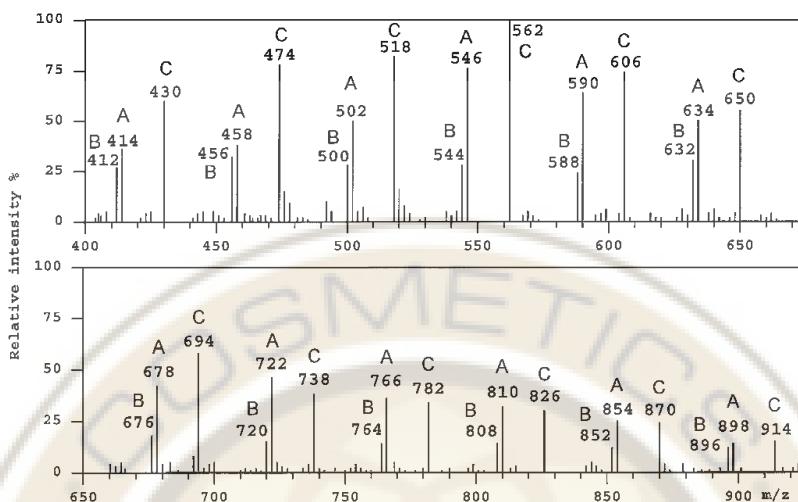 Relative intensity %
100
75
50
25
0
B 412
A 414
C 430
456 B
A 458
C 474
B 500
A 502
C 518
B 544
A 546
562 C
B 588
A 590
C 606
B 632
A 634
C 650
400 450 500 550 600 650
100
75
50
25
0
B 676
A 678
C 694
B 720
A 722
C 738
B 764
A 766
C 782
B 808
A 810
C 826
B 852
A 854
C 870
B 896
A 898
C 914
650 700 750 800 850 900 m/z
COSMETICS